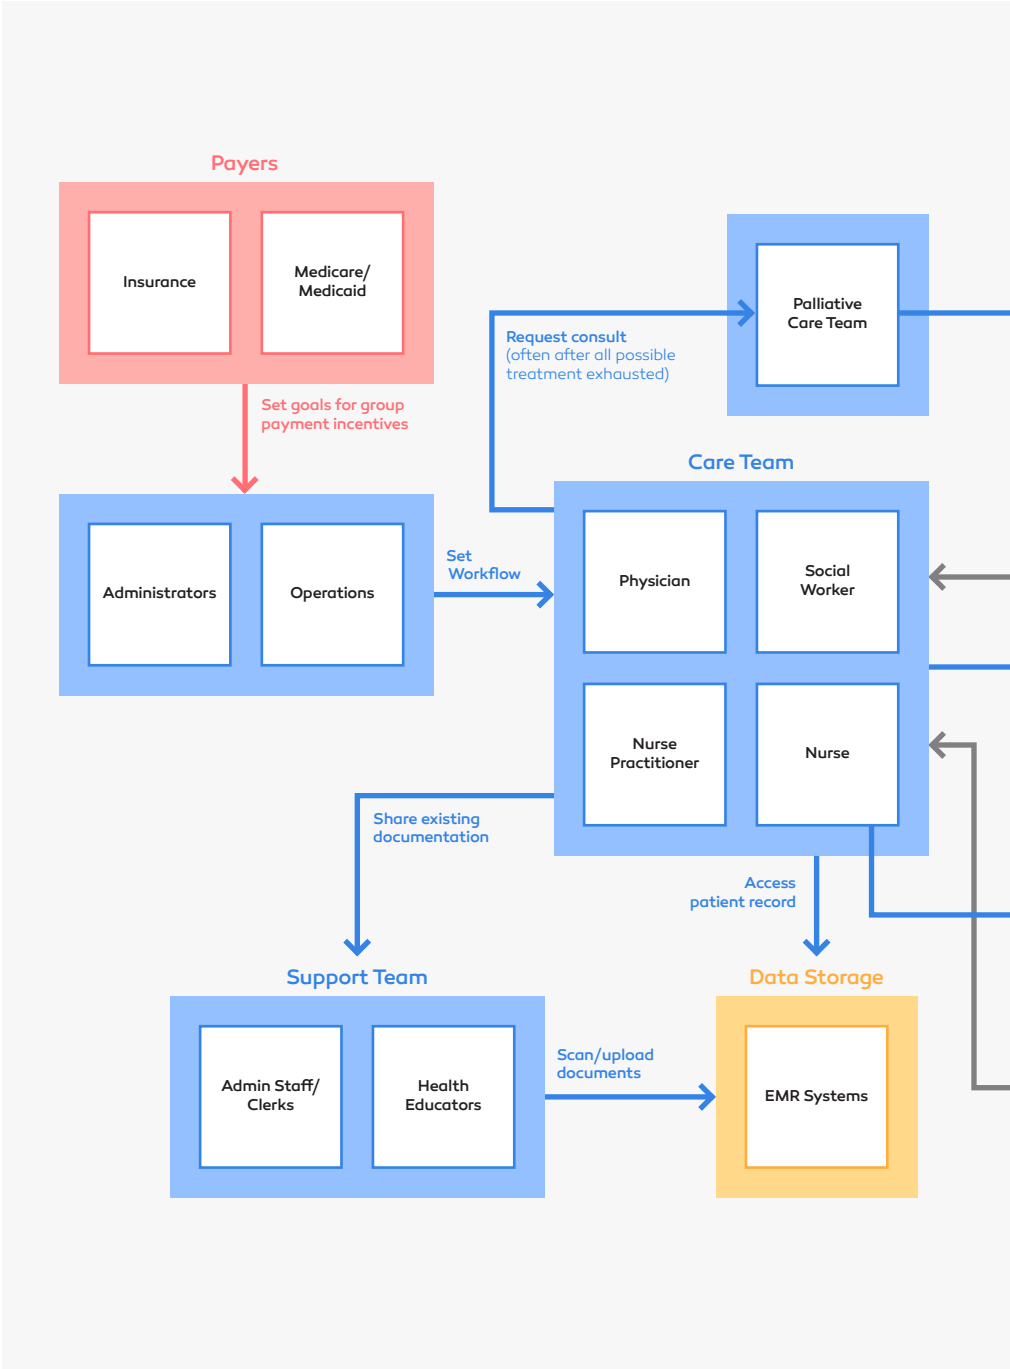 Payers
Insurance
Medicare/
Medicaid
Set goals for group
payment incentives
Administrators
Operations
Set
Workflow
Request consult
(often after all possible
treatment exhausted)
Palliative
Care Team
Care Team
Physician
Social
Worker
Nurse
Practitioner
Nurse
Share existing
documentation
Access
patient record
Support Team
Admin Staff/
Clerks
Health
Educators
Scan/upload
documents
Data Storage
EMR Systems